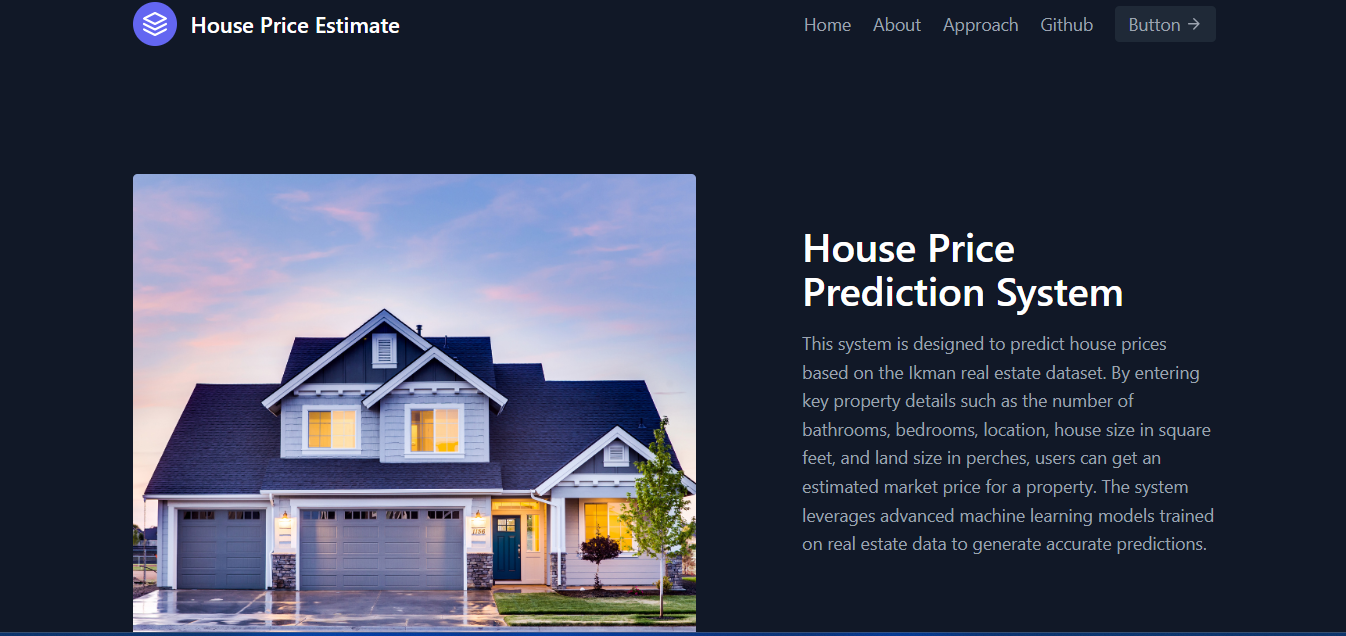 House Price Estimate
Home About Approach Github Button →
House Price
Prediction System
This system is designed to predict house prices
based on the Ikman real estate dataset. By entering
key property details such as the number of
bathrooms, bedrooms, location, house size in square
feet, and land size in perches, users can get an
estimated market price for a property. The system
leverages advanced machine learning models trained
on real estate data to generate accurate predictions.
1156